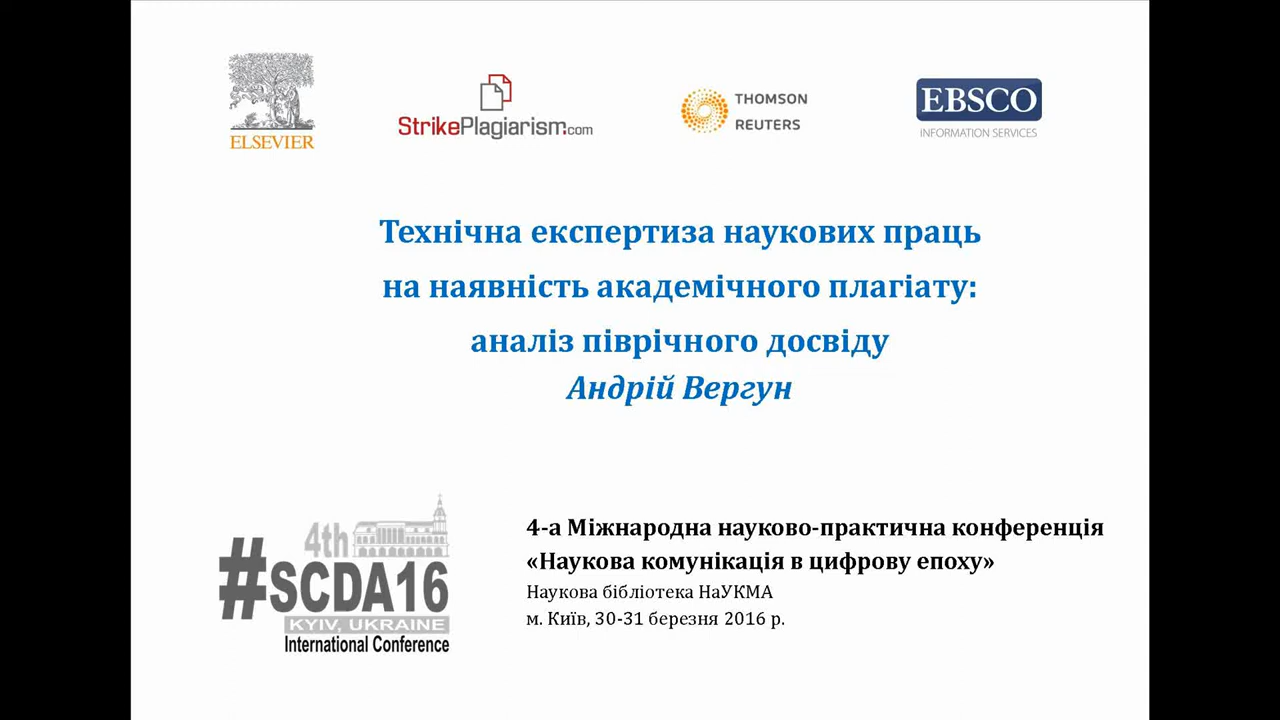 ELSEVIER
StrikePlagiarism.com
THOMSON
REUTERS
EBSCO
INFORMATION SERVICES
Технічна експертиза наукових праць
на наявність академічного плагіату:
аналіз піврічного досвіду
Андрій Вергун
4th
#SCDA16
KYIV, UKRAINE
International Conference
4-а Міжнародна науково-практична конференція
«Наукова комунікація в цифрову епоху»
Наукова бібліотека НаУКМА
м. Київ, 30-31 березня 2016 р.